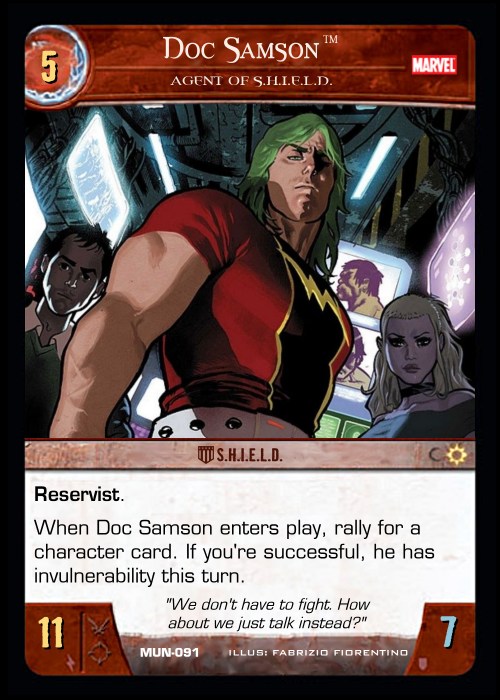 5
Doc Samson™
MARVEL
AGENT OF S.H.I.E.L.D.
S.H.I.E.L.D.
Reservist.
When Doc Samson enters play, rally for a
character card. If you're successful, he has
invulnerability this turn.
"We don't have to fight. How
about we just talk instead?"
11
7
MUN-091 ILLUS: FABRIZIO FIORENTINO